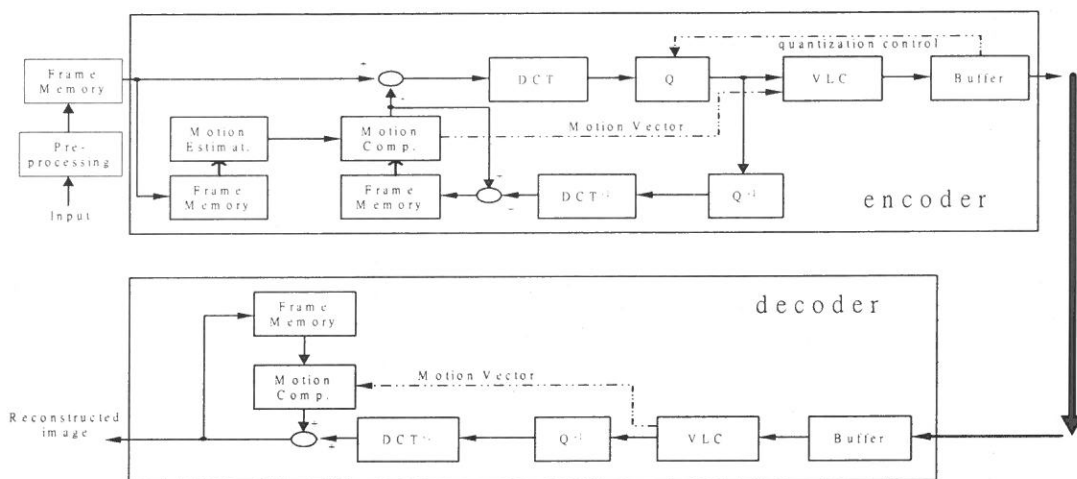 quantization control
Frame
Memory
DCT
Q
VLC
Buffer
Motion Vector
Pre-
processing
Motion
Estimat.
Motion
Comp.
Frame
Memory
Frame
Memory
DCT⁻¹
Q⁻¹
Input
encoder
decoder
Frame
Memory
Motion Vector
Motion
Comp.
Reconstructed
image
+
+
DCT⁻¹
Q⁻¹
VLC
Buffer